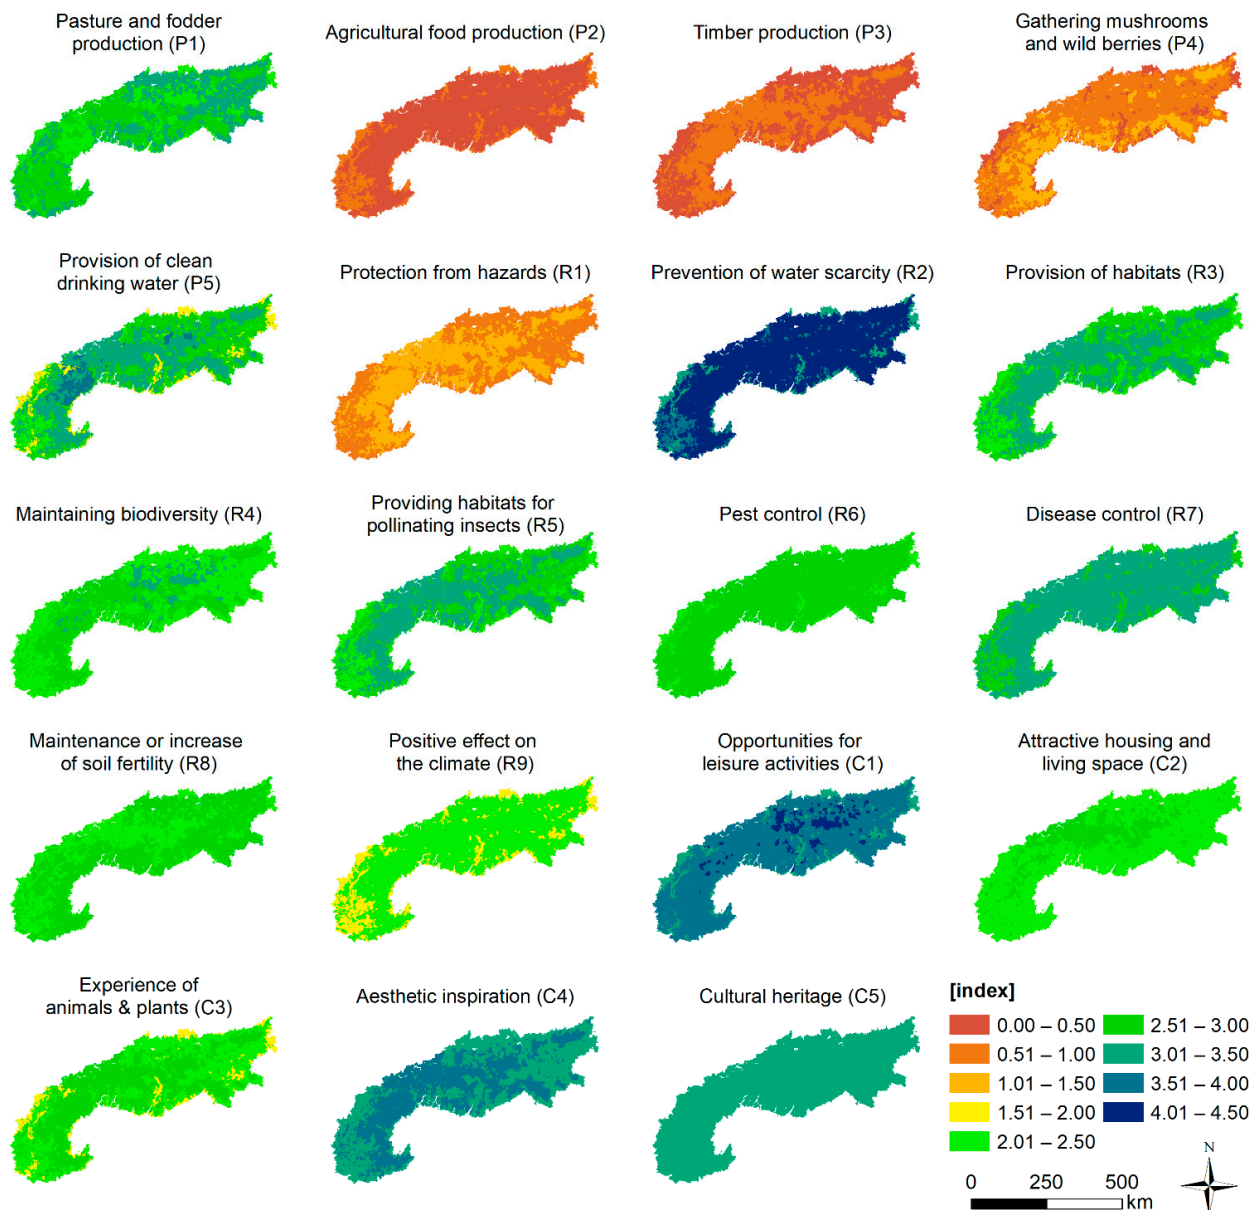 Pasture and fodder
production (P1)
Agricultural food production (P2)
Timber production (P3)
Gathering mushrooms
and wild berries (P4)
Provision of clean
drinking water (P5)
Protection from hazards (R1)
Prevention of water scarcity (R2)
Provision of habitats (R3)
Maintaining biodiversity (R4)
Providing habitats for
pollinating insects (R5)
Pest control (R6)
Disease control (R7)
Maintenance or increase
of soil fertility (R8)
Positive effect on
the climate (R9)
Opportunities for
leisure activities (C1)
Attractive housing and
living space (C2)
Experience of
animals & plants (C3)
Aesthetic inspiration (C4)
Cultural heritage (C5)
[index]
0.00 – 0.50
0.51 – 1.00
1.01 – 1.50
1.51 – 2.00
2.01 – 2.50
2.51 – 3.00
3.01 – 3.50
3.51 – 4.00
4.01 – 4.50
N
0 250 500
km